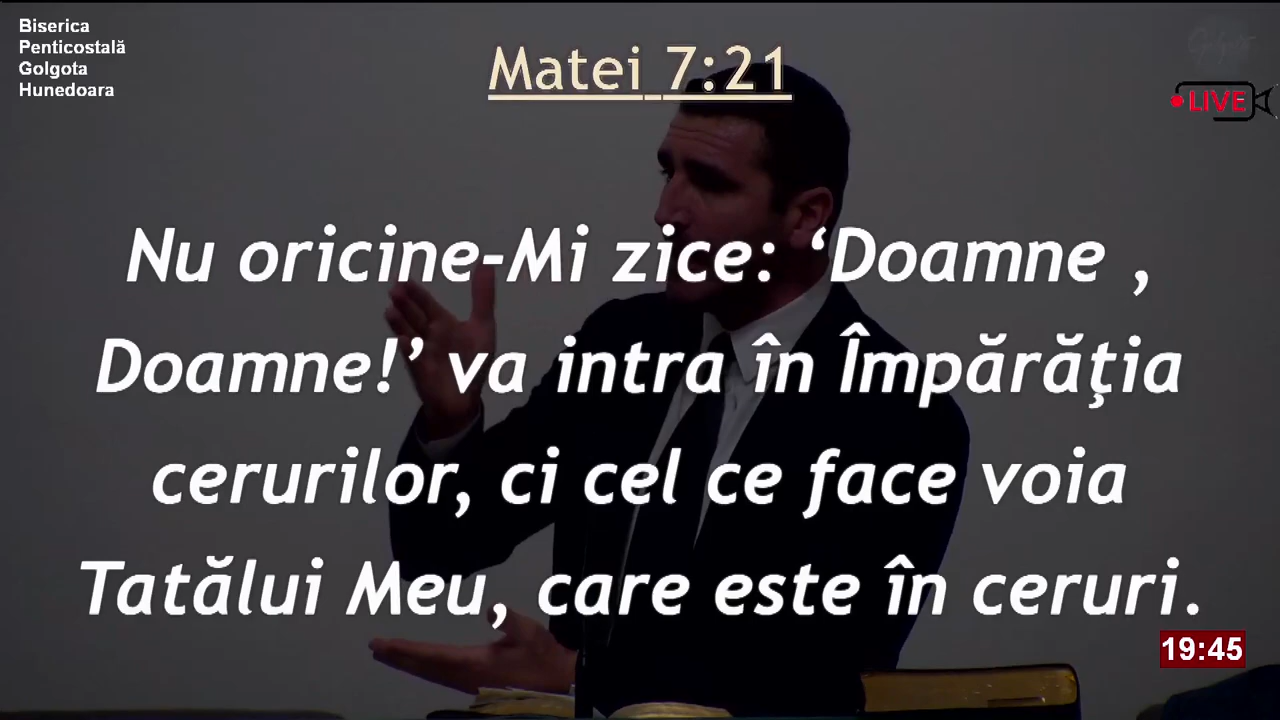 Biserica
Penticostală
Golgota
Hunedoara
Matei 7:21
Golgota
LIVE
Nu oricine-Mi zice: ‘Doamne ,
Doamne!’ va intra în Împărăţia
cerurilor, ci cel ce face voia
Tatălui Meu, care este în ceruri.
19:45